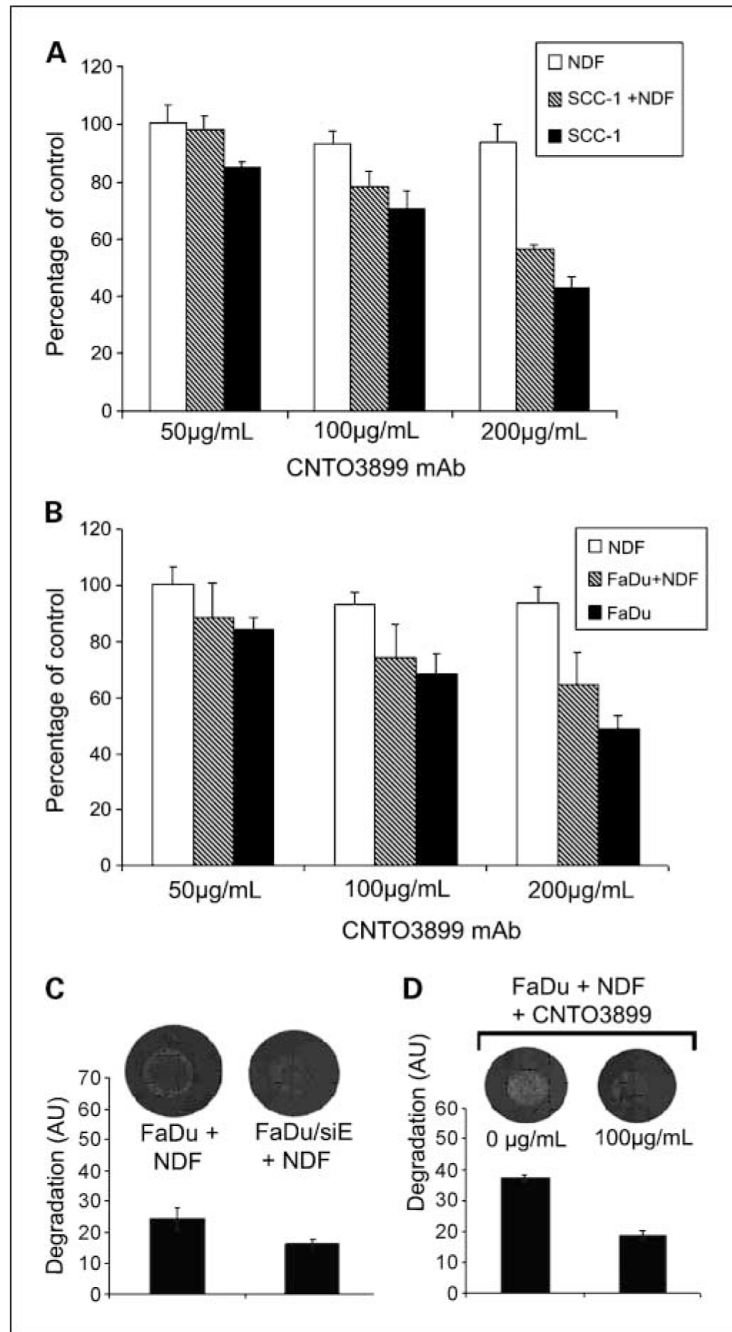 A
120
100
80
60
40
20
0
Percentage of control
NDF
SCC-1 +NDF
SCC-1
50µg/mL
100µg/mL
200µg/mL
CNTO3899 mAb
B
120
100
80
60
40
20
0
Percentage of control
NDF
FaDu+NDF
FaDu
50µg/mL
100µg/mL
200µg/mL
CNTO3899 mAb
C
Degradation (AU)
70
60
50
40
30
20
10
0
FaDu +
NDF
FaDu/siE
+ NDF
D
FaDu + NDF
+ CNTO3899
Degradation (AU)
60
50
40
30
20
10
0
0 µg/mL
100µg/mL